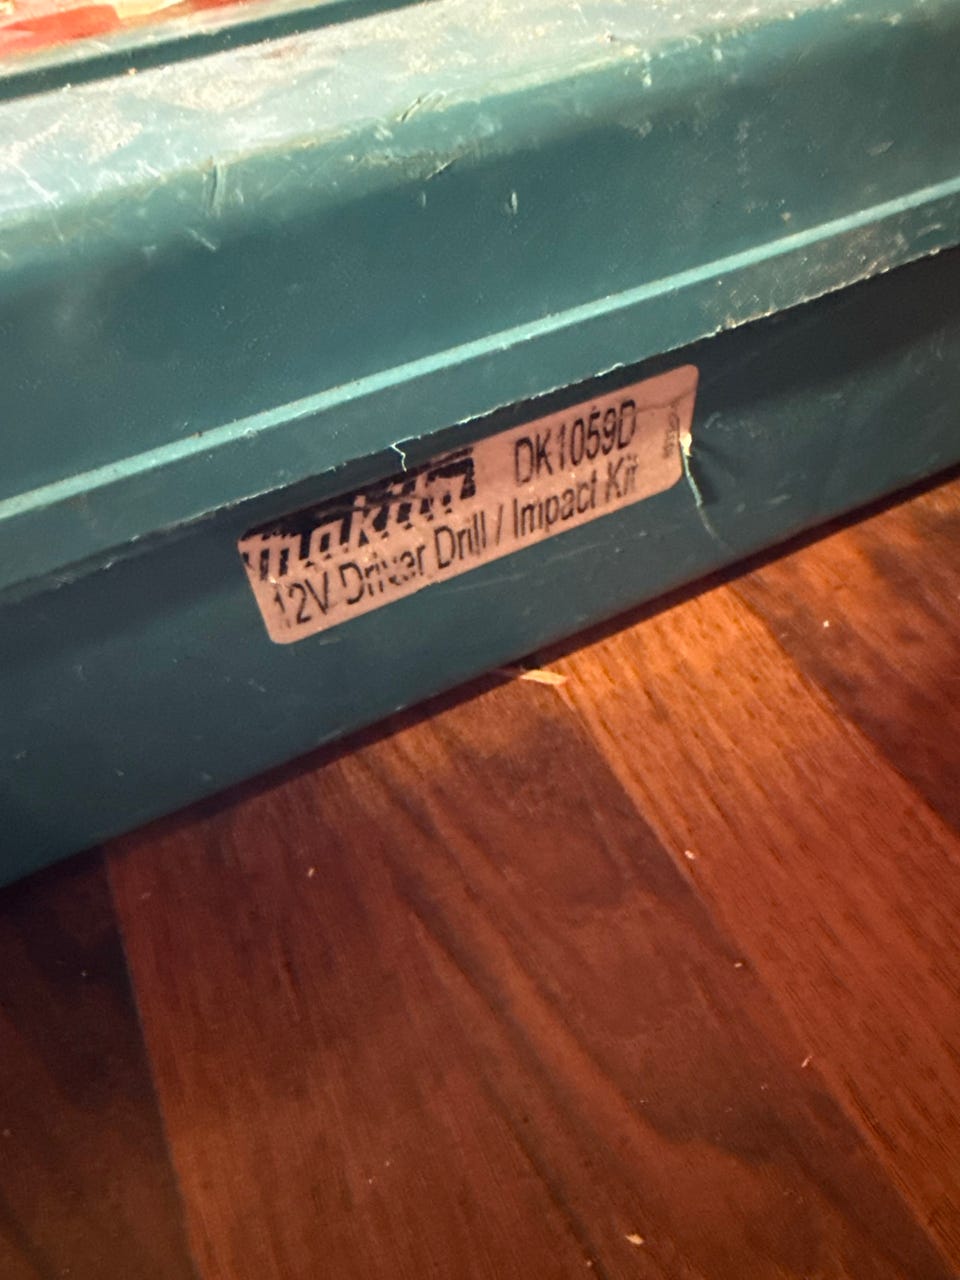 makita DK1059D
12V Driver Drill / Impact Kit